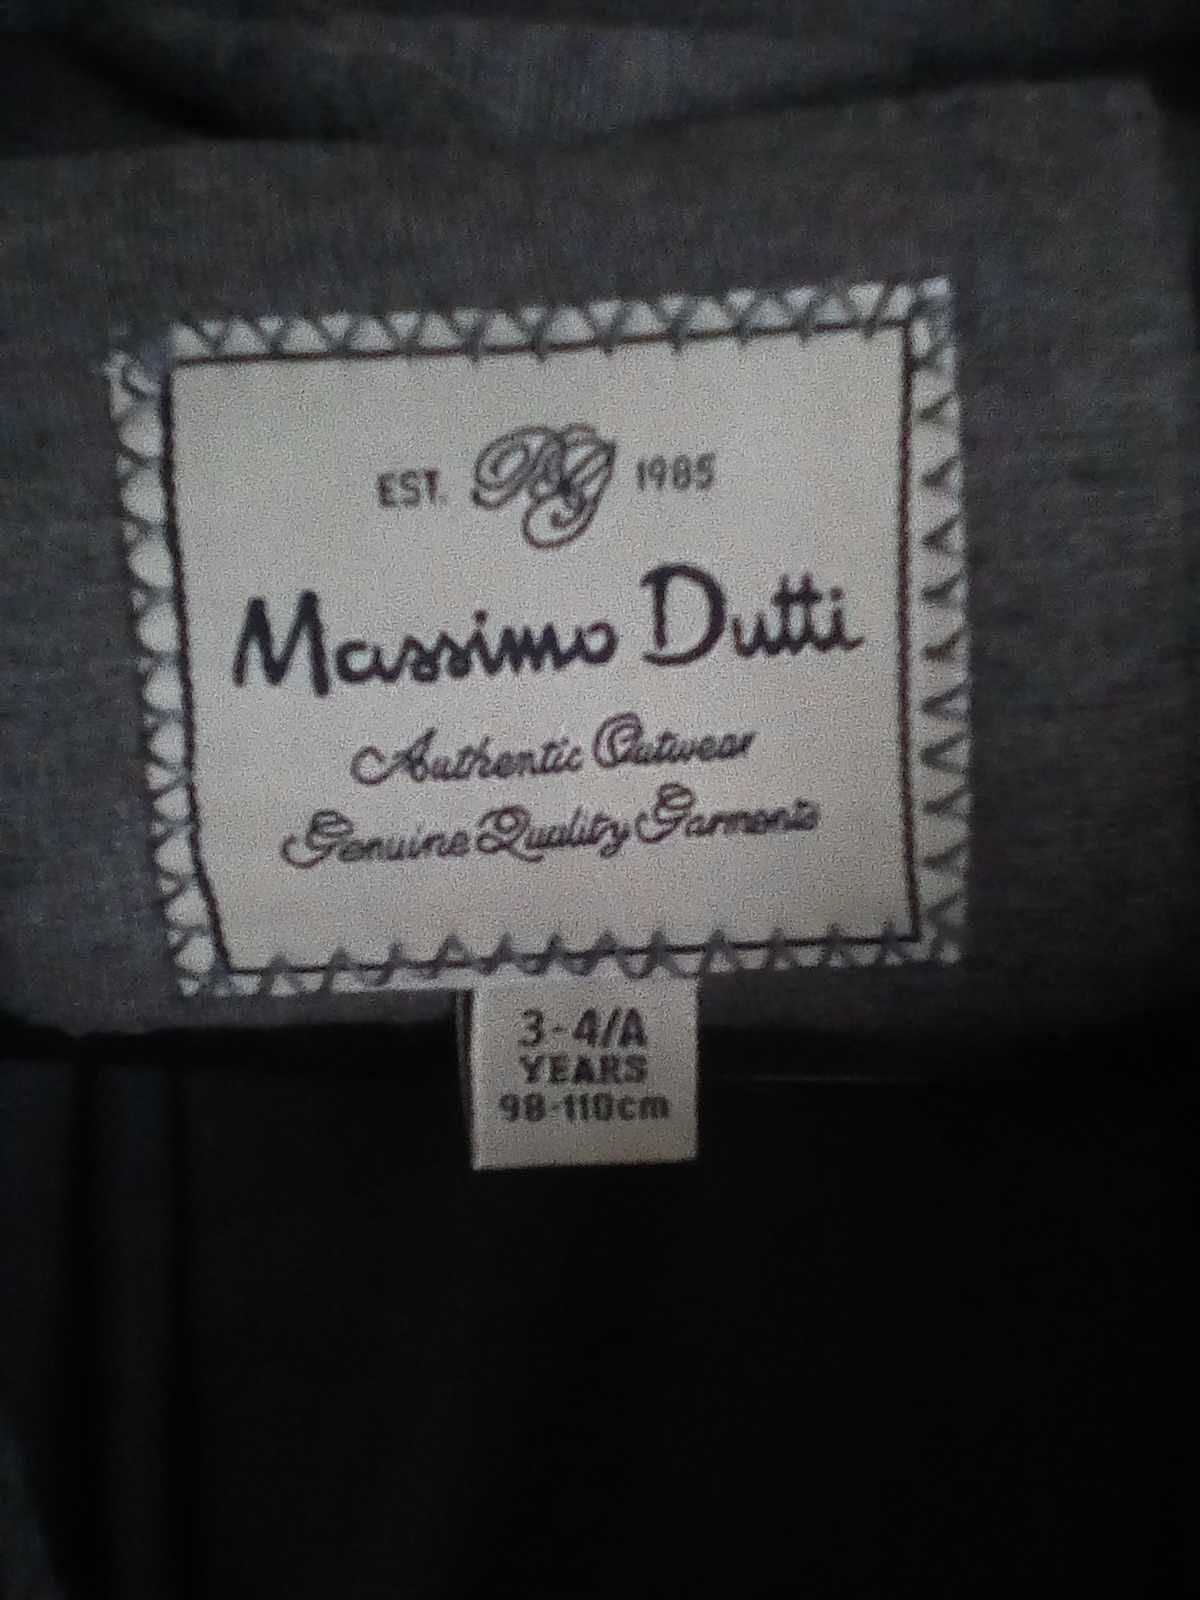 EST. B&G 1985
Massimo Dutti
Authentic Outwear
Genuine Quality Garments
3-4/A
YEARS
98-110cm